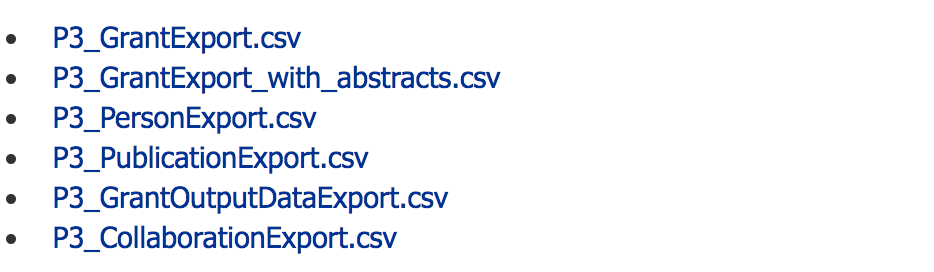 P3_GrantExport.csv
P3_GrantExport_with_abstracts.csv
P3_PersonExport.csv
P3_PublicationExport.csv
P3_GrantOutputDataExport.csv
P3_CollaborationExport.csv